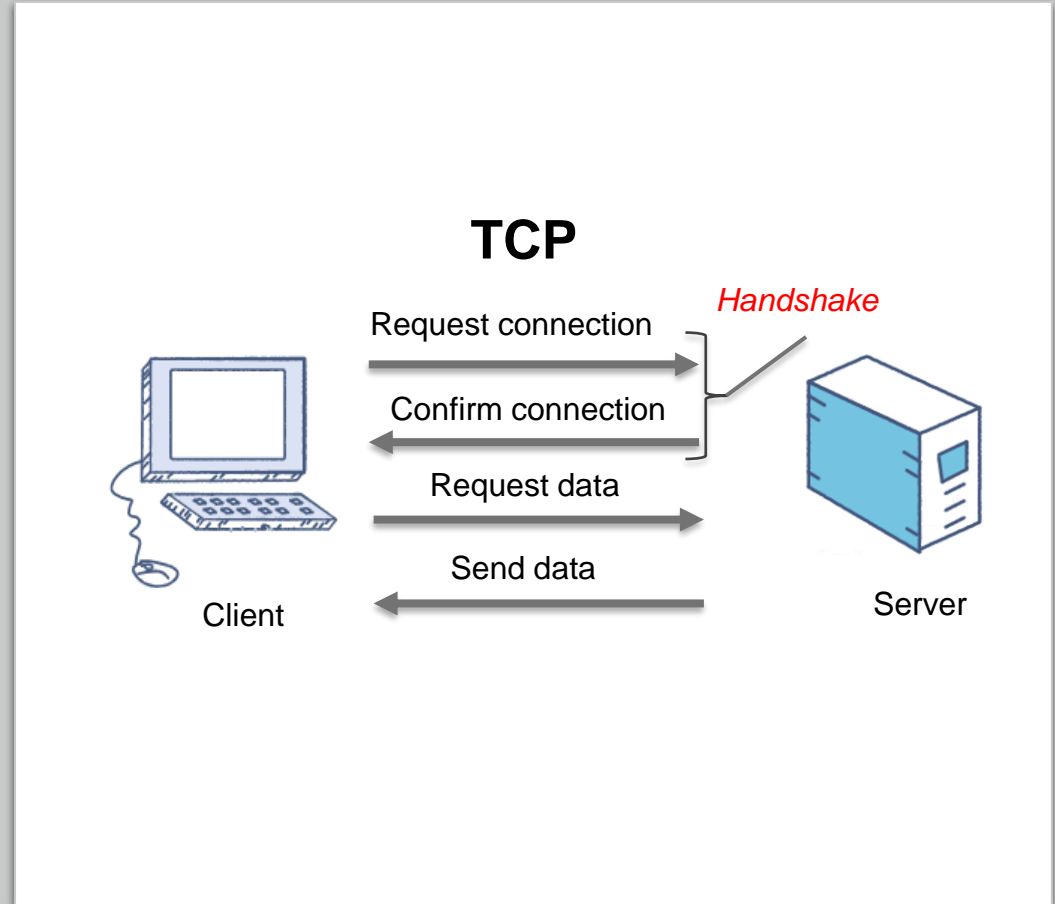 TCP
Handshake
Request connection
Confirm connection
Request data
Send data
Client
Server